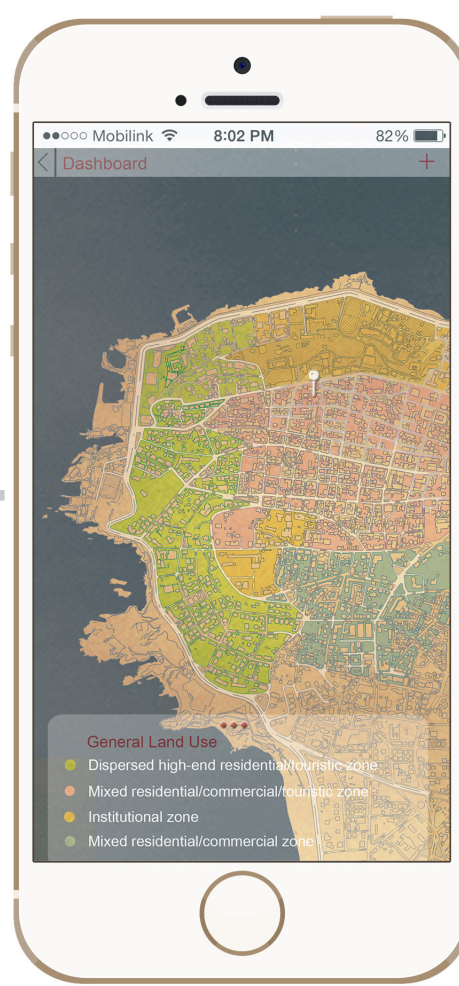 Mobilink 8:02 PM 82%
Dashboard
General Land Use
Dispersed high-end residential/touristic zone
Mixed residential/commercial/touristic zone
Institutional zone
Mixed residential/commercial zone